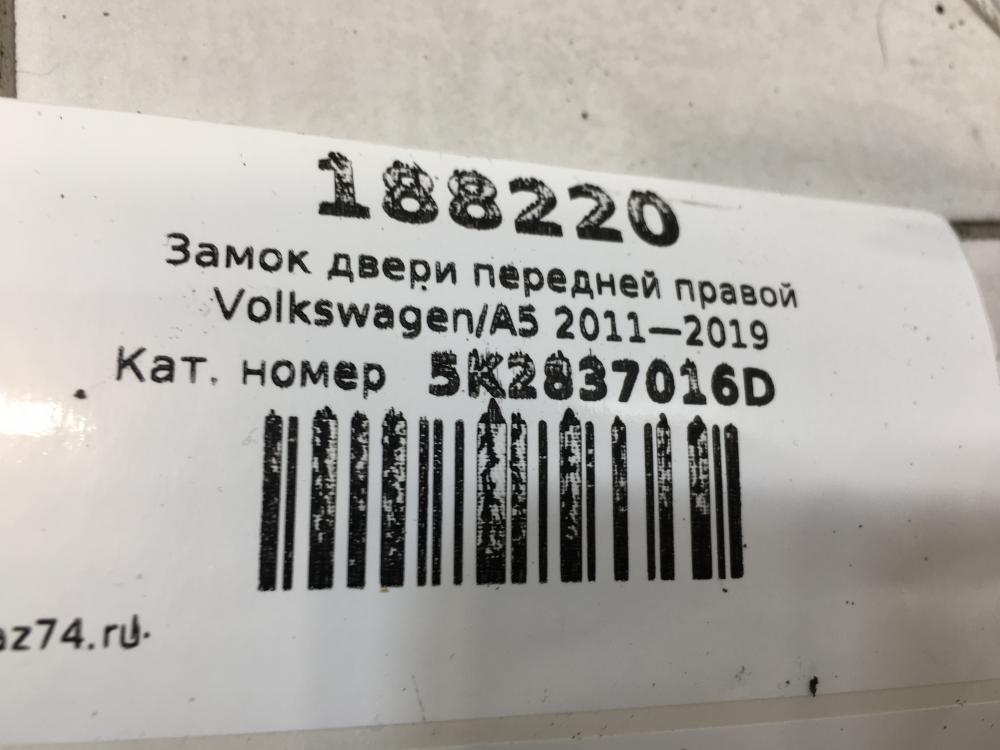 188220
Замок двери передней правой
Volkswagen/A5 2011—2019
Кат. номер 5K2837016D
az74.ru